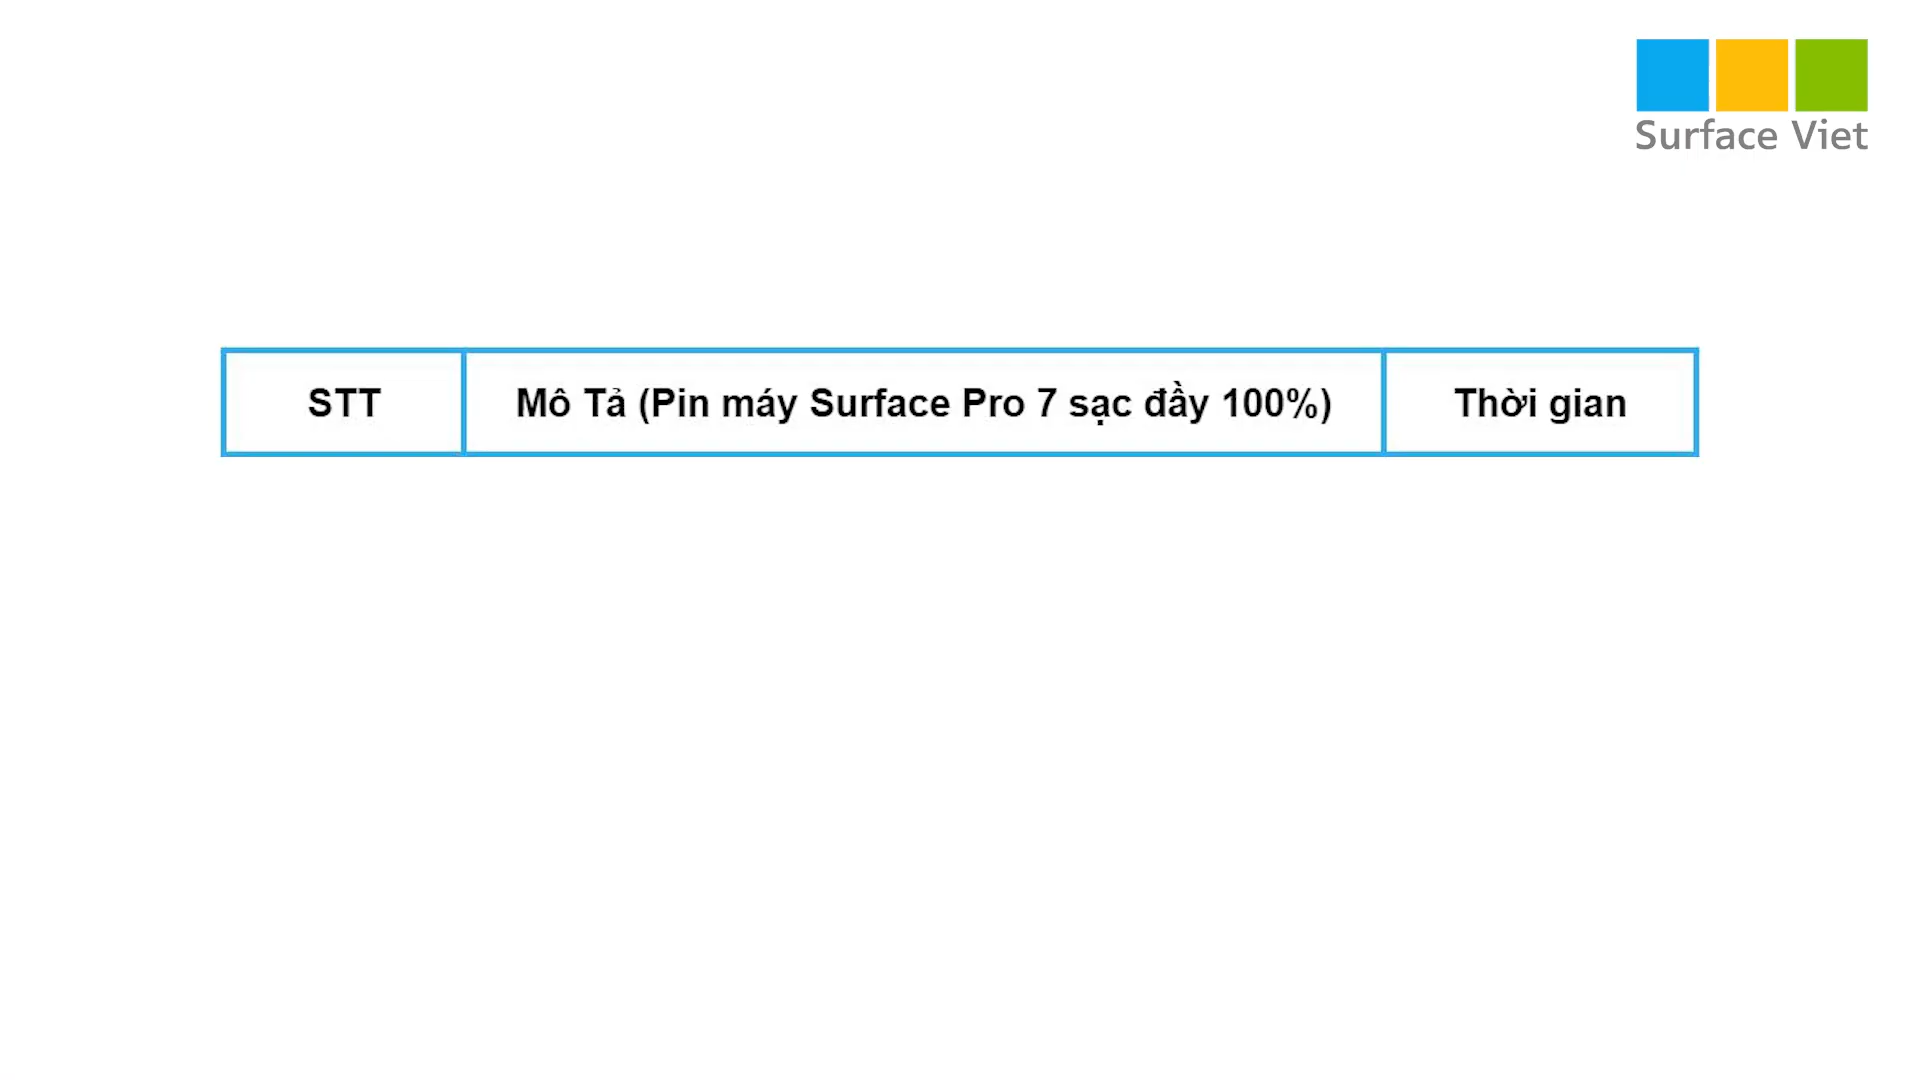 Surface Viet
STT
Mô Tả (Pin máy Surface Pro 7 sạc đầy 100%)
Thời gian